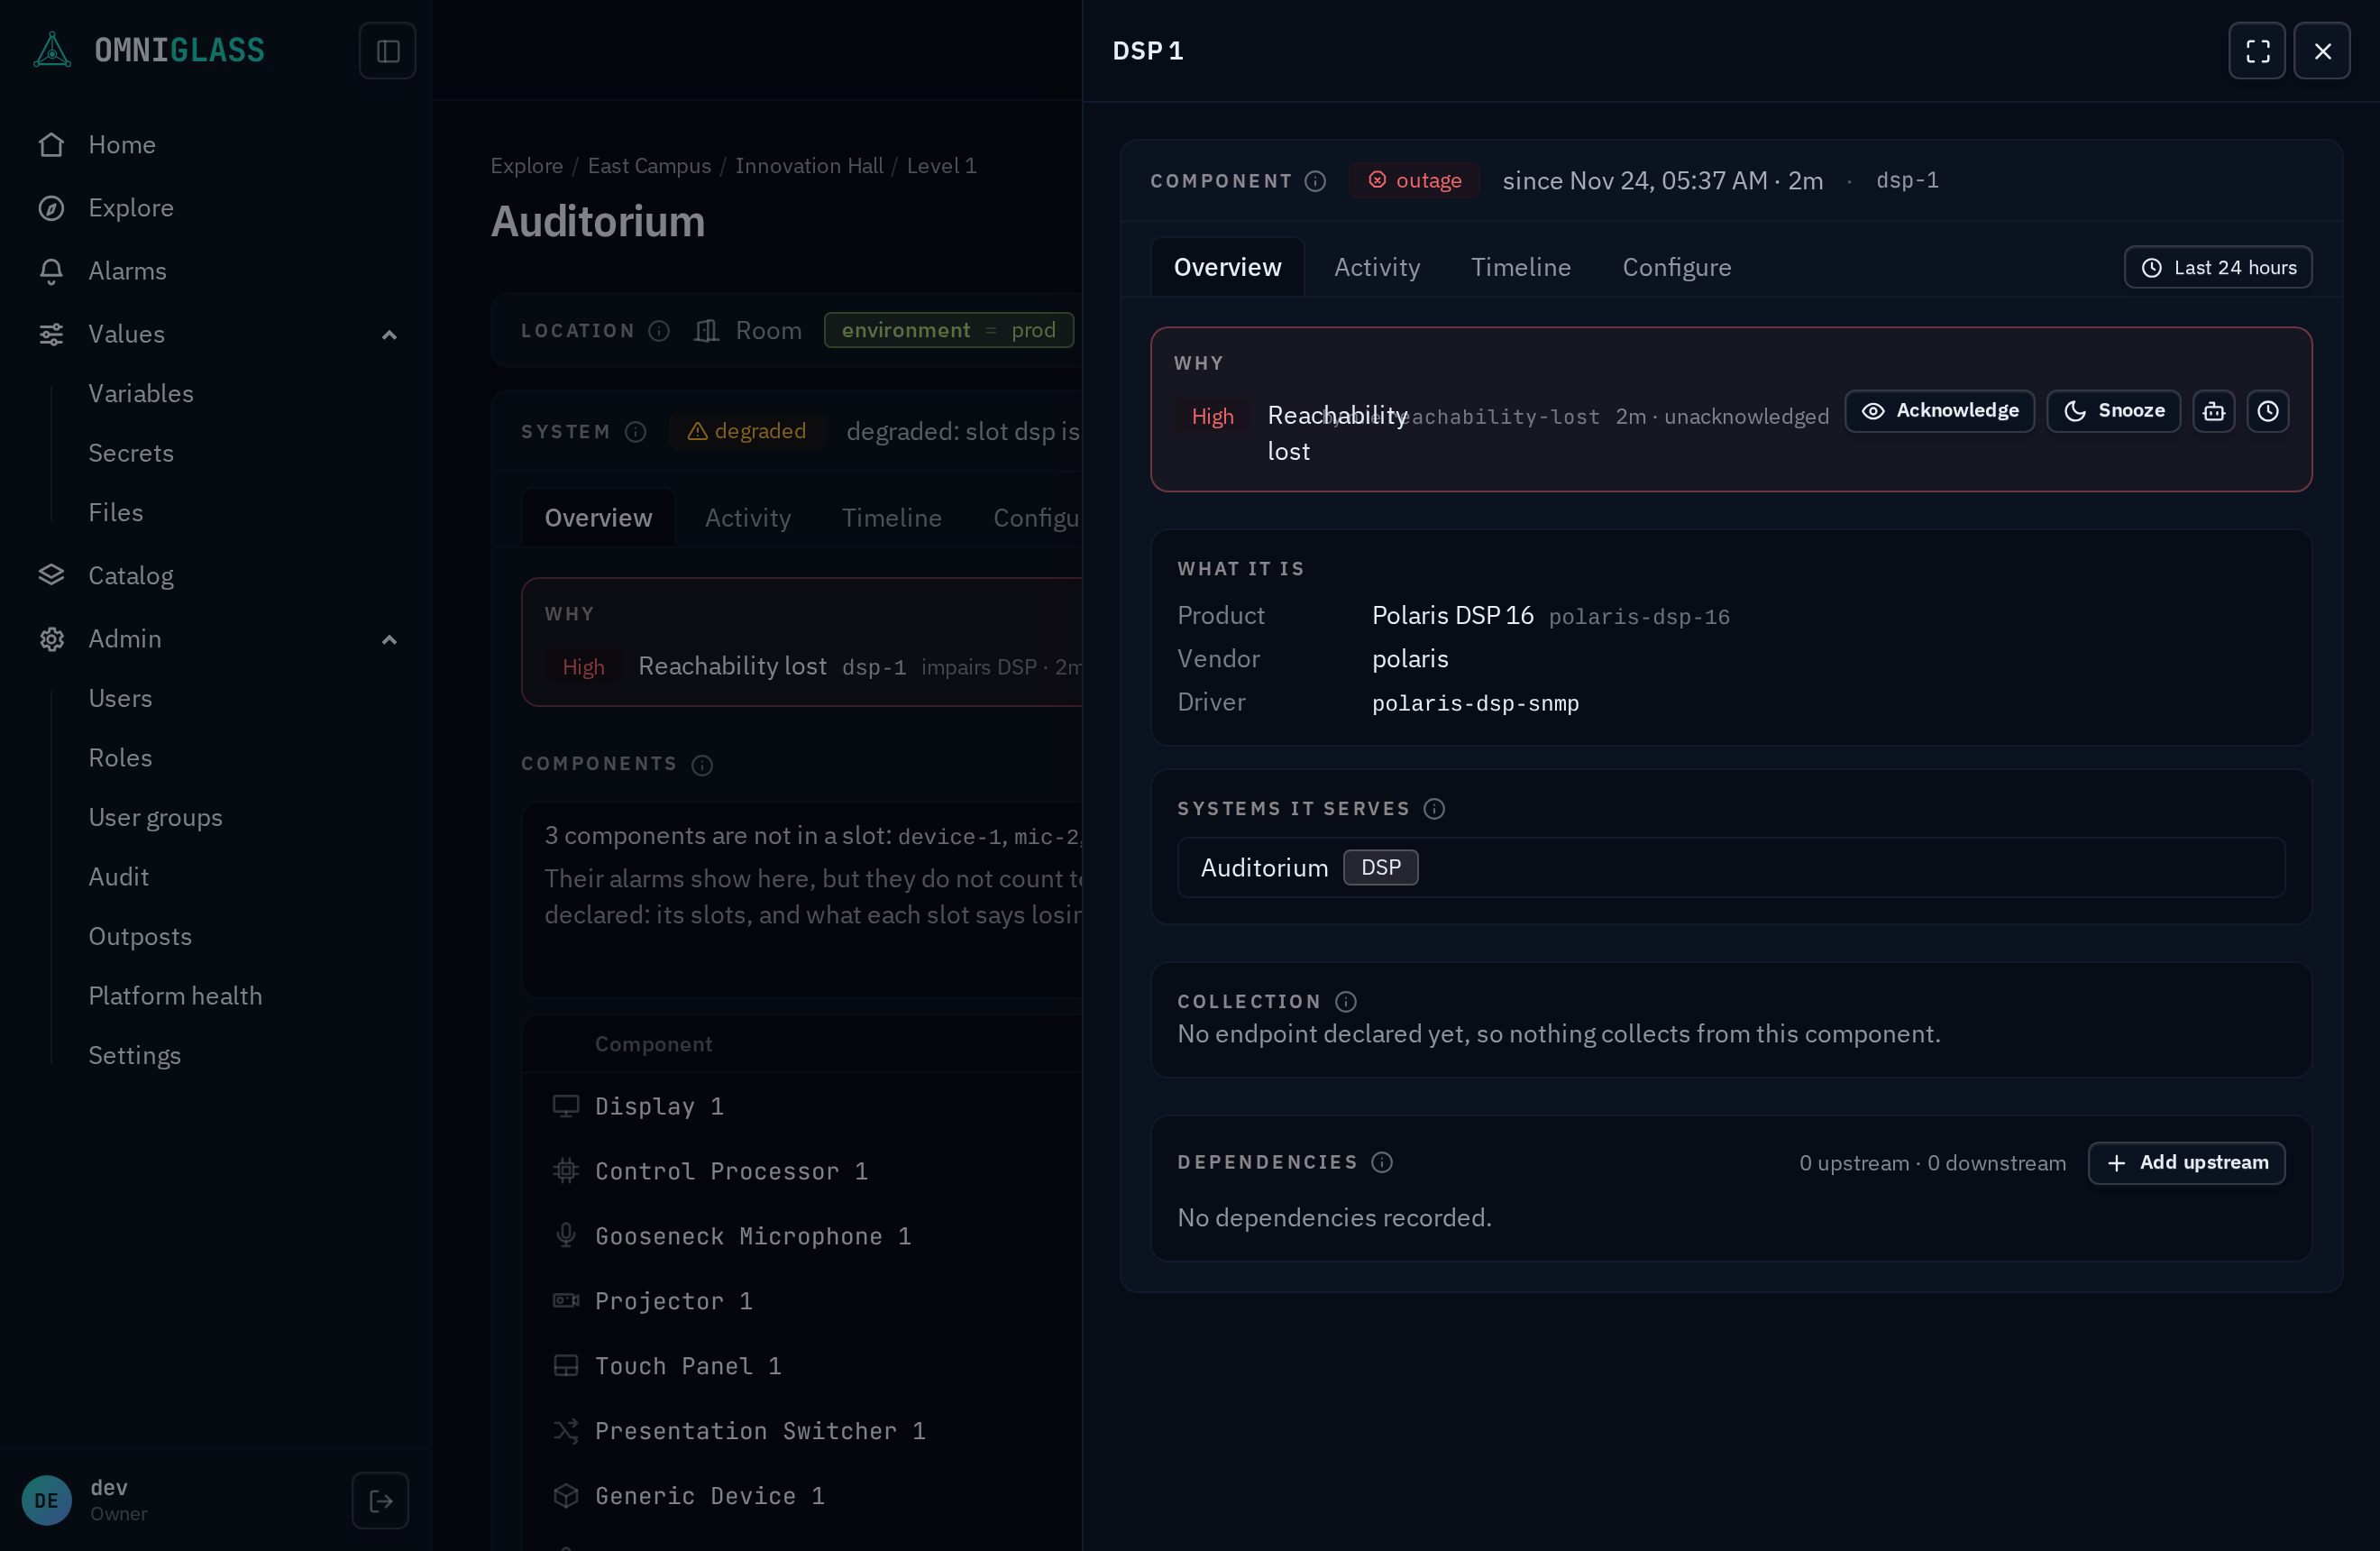 OMNIGLASS
Home
Explore
Alarms
Values
Variables
Secrets
Files
Catalog
Admin
Users
Roles
User groups
Audit
Outposts
Platform health
Settings
DE
dev
Owner
Explore / East Campus / Innovation Hall / Level 1
Auditorium
LOCATION Room environment = prod
SYSTEM degraded degraded: slot dsp is
Overview Activity Timeline Configu
WHY
High Reachability lost dsp-1 impairs DSP · 2m
COMPONENTS
3 components are not in a slot: device-1, mic-2,
Their alarms show here, but they do not count
declared: its slots, and what each slot says
Component
Display 1
Control Processor 1
Gooseneck Microphone 1
Projector 1
Touch Panel 1
Presentation Switcher 1
Generic Device 1
DSP 1
COMPONENT outage since Nov 24, 05:37 AM · 2m · dsp-1
Overview Activity Timeline Configure Last 24 hours
WHY
High Reachability reachability-lost 2m · unacknowledged Acknowledge Snooze
lost
WHAT IT IS
Product Polaris DSP 16 polaris-dsp-16
Vendor polaris
Driver polaris-dsp-snmp
SYSTEMS IT SERVES
Auditorium DSP
COLLECTION
No endpoint declared yet, so nothing collects from this component.
DEPENDENCIES 0 upstream · 0 downstream Add upstream
No dependencies recorded.